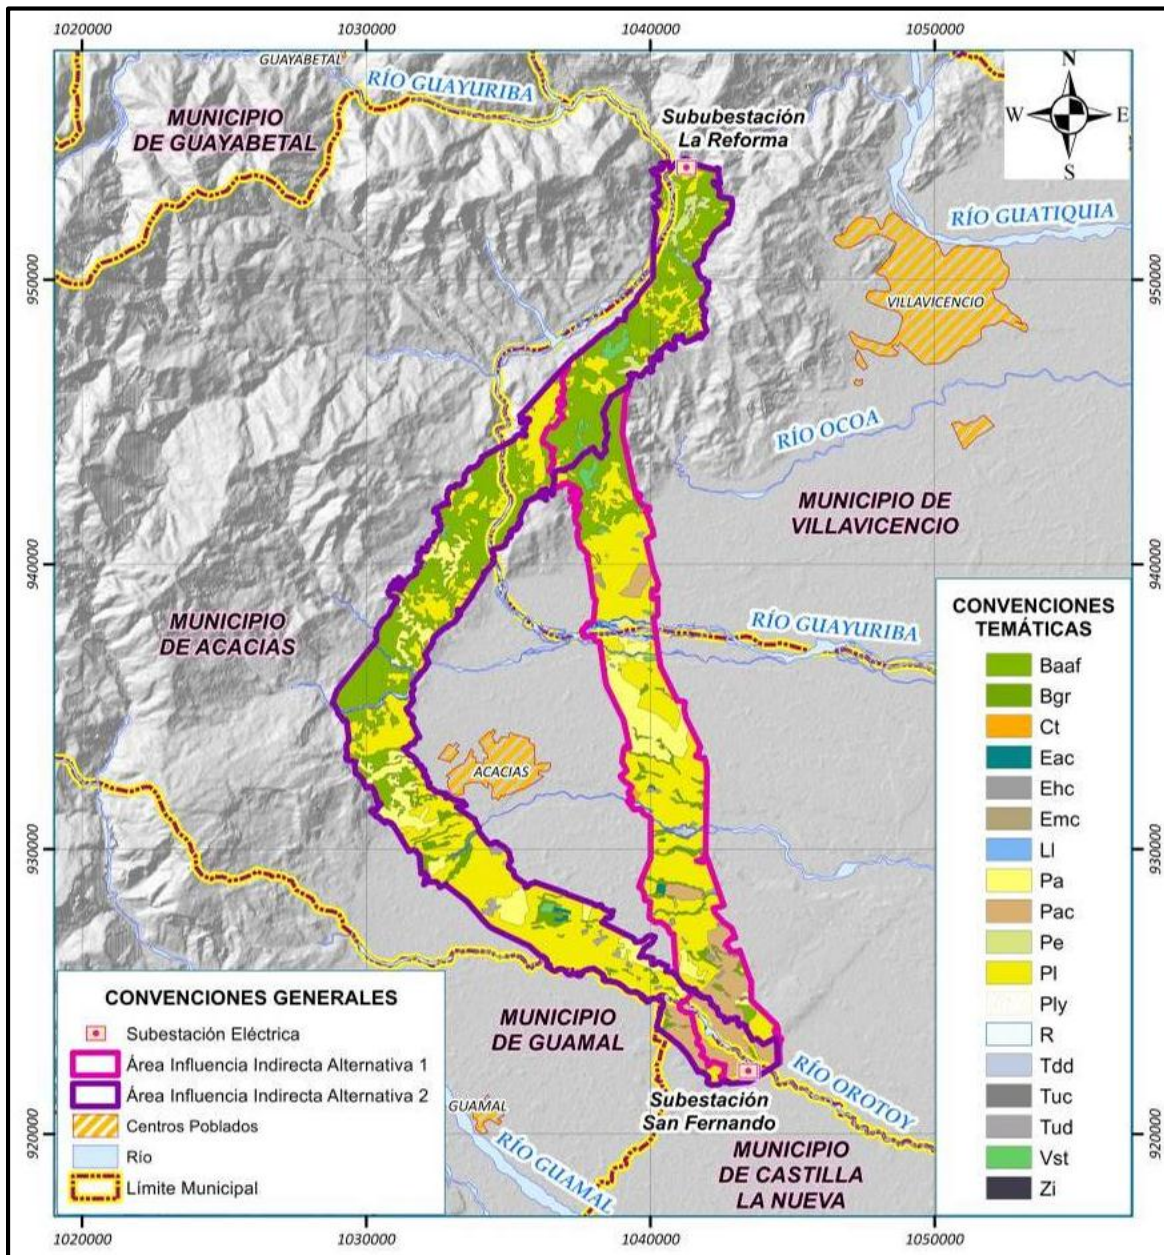 1020000 1030000 1040000 1050000
GUAYABETAL
RÍO GUAYURIBA
N
W E
S
MUNICIPIO
DE GUAYABETAL
Sububestación
La Reforma
RÍO GUATIQUIA
950000 950000
VILLAVICENCIO
RÍO OCOA
MUNICIPIO DE
VILLAVICENCIO
940000 940000
MUNICIPIO
DE ACACIAS
RÍO GUAYURIBA
ACACIAS
930000 930000
MUNICIPIO
DE GUAMAL
RÍO OROTOY
Subestación
San Fernando
GUAMAL
RÍO GUAMAL
920000 920000
MUNICIPIO
DE CASTILLA
LA NUEVA
CONVENCIONES GENERALES
Subestación Eléctrica
Área Influencia Indirecta Alternativa 1
Área Influencia Indirecta Alternativa 2
Centros Poblados
Río
Límite Municipal
CONVENCIONES
TEMÁTICAS
Baaf
Bgr
Ct
Eac
Ehc
Emc
Ll
Pa
Pac
Pe
Pl
Ply
R
Tdd
Tuc
Tud
Vst
Zi
1020000 1030000 1040000 1050000